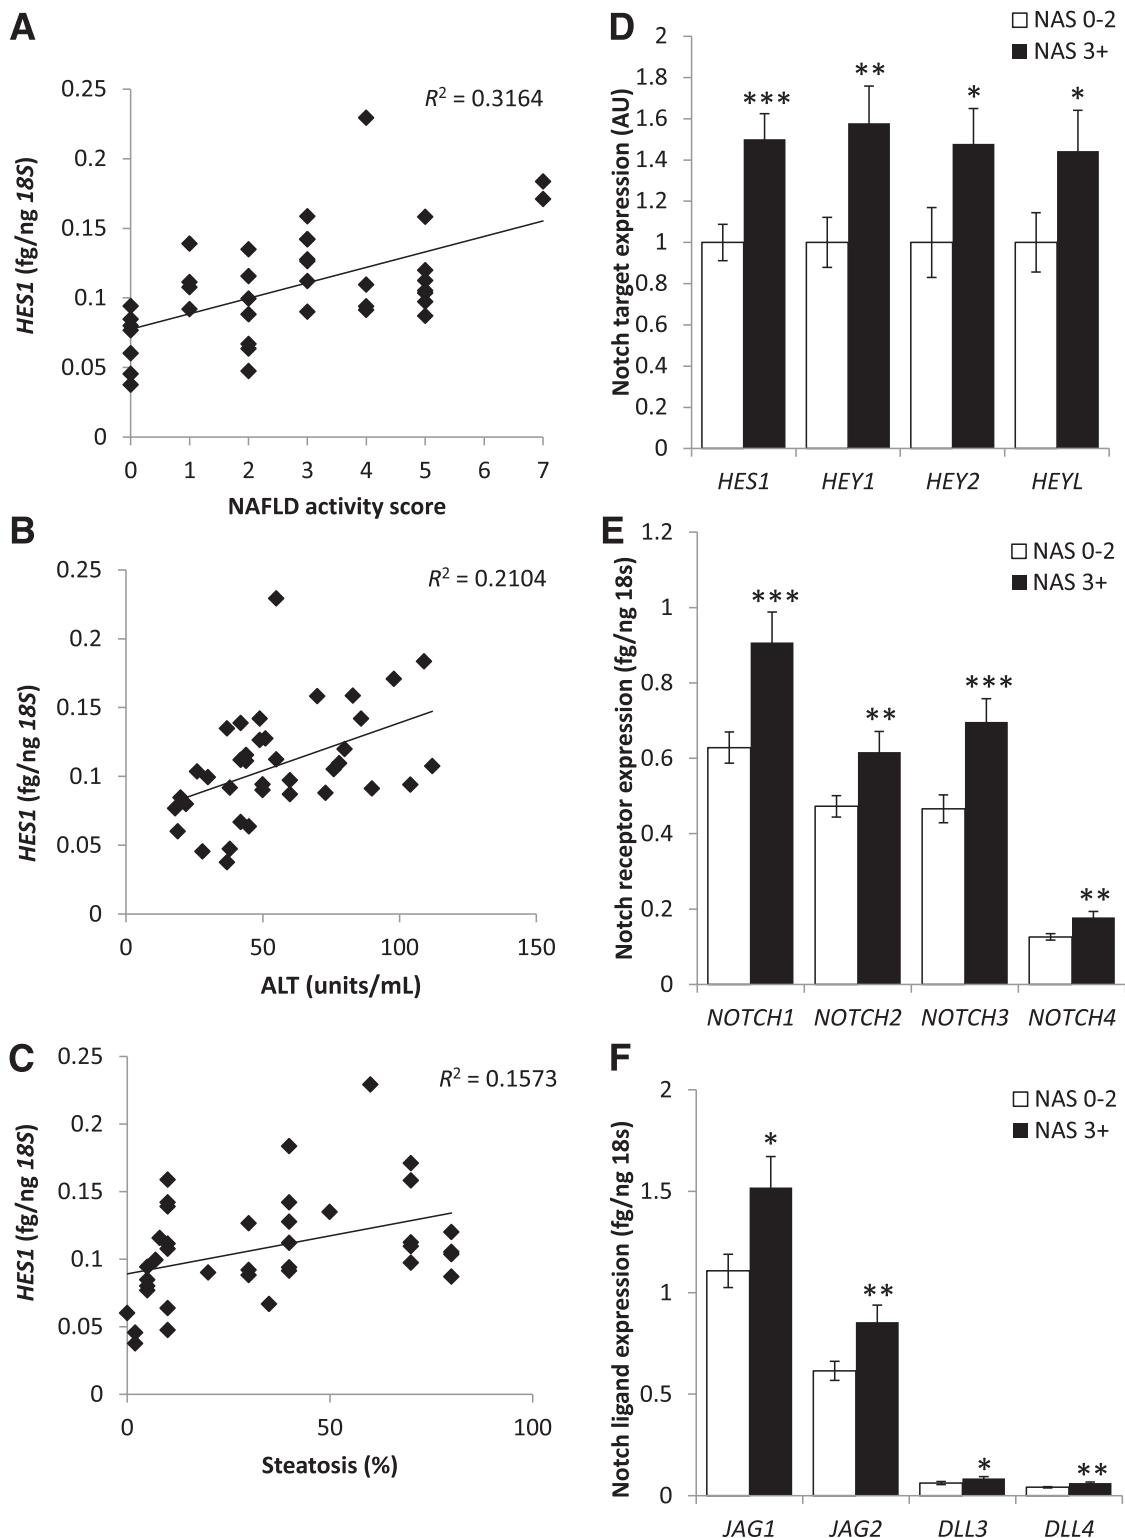 A
HES1 (fg/ng 18S)
R² = 0.3164
0.25
0.2
0.15
0.1
0.05
0
0 1 2 3 4 5 6 7
NAFLD activity score
B
HES1 (fg/ng 18S)
R² = 0.2104
0.25
0.2
0.15
0.1
0.05
0
0 50 100 150
ALT (units/mL)
C
HES1 (fg/ng 18S)
R² = 0.1573
0.25
0.2
0.15
0.1
0.05
0
0 50 100
Steatosis (%)
D
Notch target expression (AU)
NAS 0-2
NAS 3+
2
1.8
1.6
1.4
1.2
1
0.8
0.6
0.4
0.2
0
*** ** * *
HES1 HEY1 HEY2 HEYL
E
Notch receptor expression (fg/ng 18s)
NAS 0-2
NAS 3+
1.2
1
0.8
0.6
0.4
0.2
0
*** ** *** **
NOTCH1 NOTCH2 NOTCH3 NOTCH4
F
Notch ligand expression (fg/ng 18s)
NAS 0-2
NAS 3+
2
1.5
1
0.5
0
* ** * **
JAG1 JAG2 DLL3 DLL4